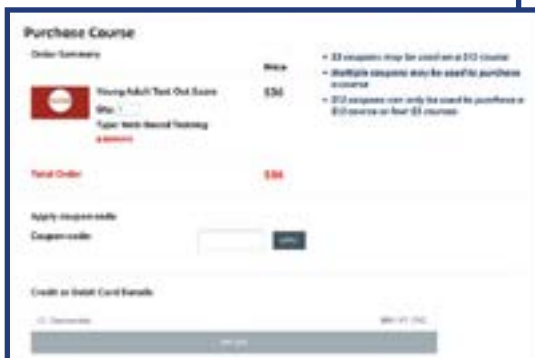 Purchase Course
Order Summary
Price
Young Adult Test Out Exam
$36
Qty: 1
Type: Web Based Training
Total Order
$36
• $3 coupons may be used on a $12 course
• Multiple coupons may be used to purchase a course
• $12 coupons can only be used to purchase a $12 course or four $3 courses
Apply coupon code
Coupon code:
APPLY
Credit or Debit Card Details